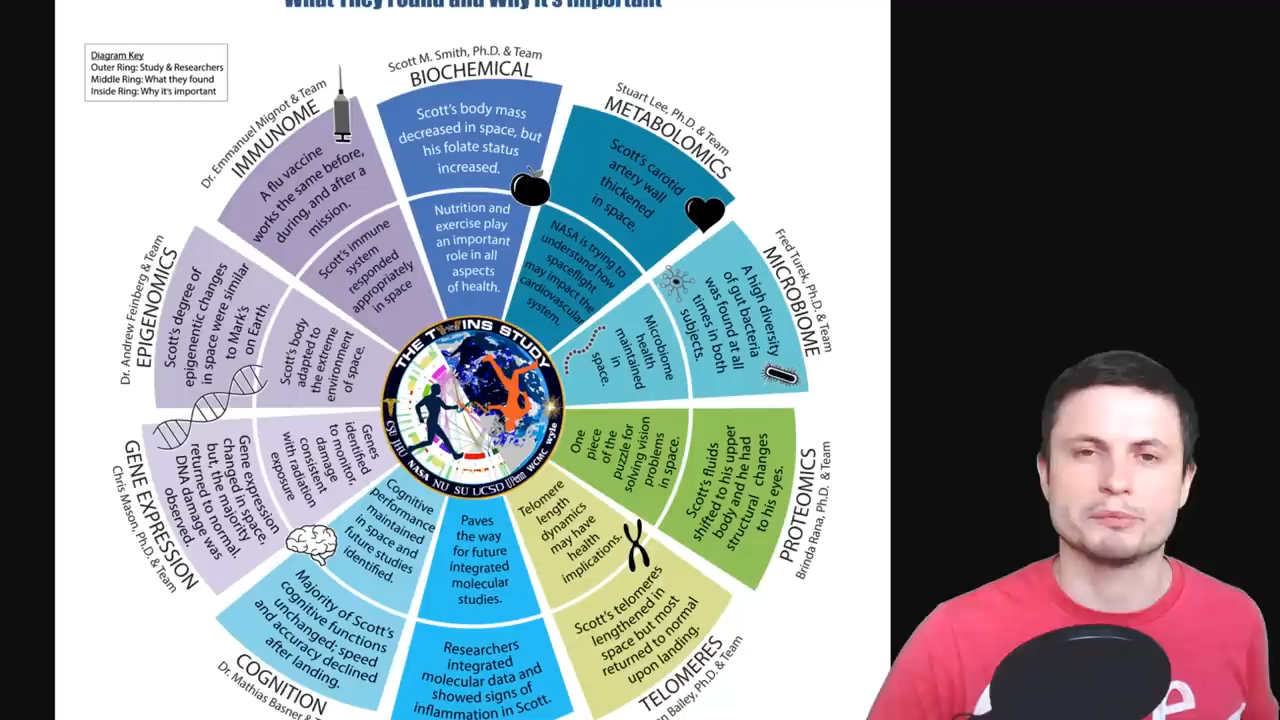 What They Found and Why It's Important
Diagram Key
Outer Ring: Study & Researchers
Middle Ring: What they found
Inside Ring: Why it's important
Scott M. Smith, Ph.D. & Team
BIOCHEMICAL
Scott's body mass
decreased in space, but
his folate status
increased.
Nutrition and
exercise play
an important
role in all
aspects
of health.
Stuart Lee, Ph.D. & Team
METABOLOMICS
Scott's carotid
artery wall
thickened
in space.
NASA is trying to
understand how
spaceflight
may impact the
cardiovascular
system.
Fred Turek, Ph.D. & Team
MICROBIOME
A high diversity
of gut bacteria
was found at all
times in both
subjects.
Microbiome
health
maintained
in
space.
PROTEOMICS
Brinda Rana, Ph.D. & Team
Scott's fluids
shifted to his upper
body and he had
structural changes
to his eyes.
One
piece
of the
puzzle for
solving vision
problems
in space.
TELOMERES
Bailey, Ph.D. & Team
Scott's telomeres
lengthened in
space but most
returned to normal
upon landing.
Telomere
length
dynamics
may have
health
implications.
Paves
the way
for future
integrated
molecular
studies.
Researchers
integrated
molecular data and
showed signs of
inflammation in Scott.
COGNITION
Dr. Mathias Basner &
Majority of Scott's
cognitive functions
unchanged; speed
and accuracy declined
after landing.
Cognitive
performance
maintained
in space and
future studies
identified.
GENE EXPRESSION
Chris Mason, Ph.D. & Team
Gene expression
changed in space,
but, the majority
returned to normal.
DNA damage was
observed.
Genes
identified
to monitor,
damage
consistent
with radiation
exposure
Dr. Andrew Feinberg & Team
EPIGENOMICS
Scott's degree of
epigenentic changes
in space were similar
to Mark's
on Earth.
Scott's body
adapted to
the extreme
environment
of space.
Dr. Emmanuel Mignot & Team
IMMUNOME
A flu vaccine
works the same before,
during, and after a
mission.
Scott's immune
system
responded
appropriately
in space
THE TWINS STUDY
CSU JHU NASA NU SU UCSD WCMC wyle